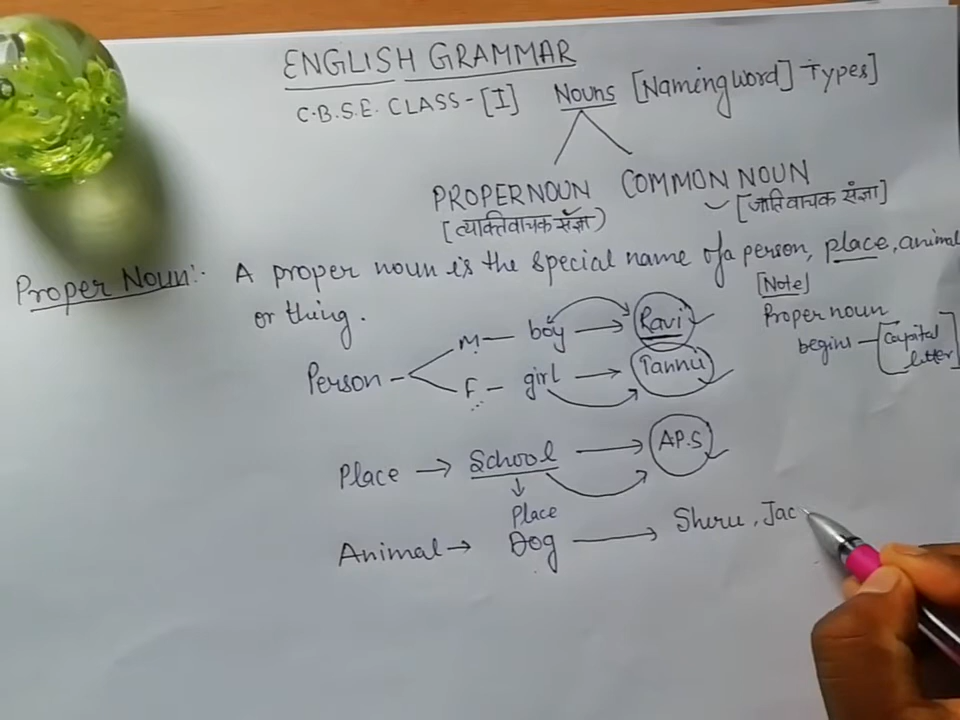 ENGLISH GRAMMAR
C.B.S.E. CLASS-[I] Nouns [Naming word] Types]
PROPER NOUN COMMON NOUN
[व्यक्तिवाचक संज्ञा) [जातिवाचक संज्ञा]
Proper Noun:- A proper noun is the special name of a person, place, animal
or thing.
[Note]
Proper noun
begins - [Capital
letter]
Person - M - boy → Ravi
F - girl → Tannu
Place → School → A.P.S
↓
Place
Animal → Dog → Sheru, Jac